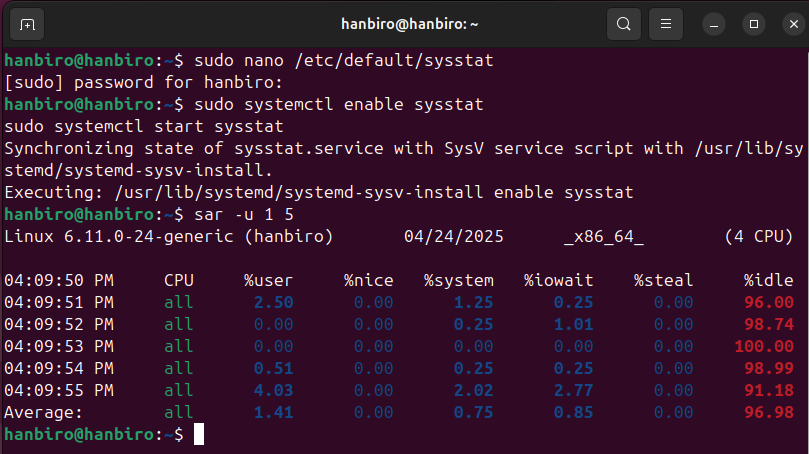 hanbiro@hanbiro: ~
hanbiro@hanbiro:~$ sudo nano /etc/default/sysstat
[sudo] password for hanbiro:
hanbiro@hanbiro:~$ sudo systemctl enable sysstat
sudo systemctl start sysstat
Synchronizing state of sysstat.service with SysV service script with /usr/lib/sy
stemd/systemd-sysv-install.
Executing: /usr/lib/systemd/systemd-sysv-install enable sysstat
hanbiro@hanbiro:~$ sar -u 1 5
Linux 6.11.0-24-generic (hanbiro) 04/24/2025 _x86_64_ (4 CPU)
04:09:50 PM CPU %user %nice %system %iowait %steal %idle
04:09:51 PM all 2.50 0.00 1.25 0.25 0.00 96.00
04:09:52 PM all 0.00 0.00 0.25 1.01 0.00 98.74
04:09:53 PM all 0.00 0.00 0.00 0.00 0.00 100.00
04:09:54 PM all 0.51 0.00 0.25 0.25 0.00 98.99
04:09:55 PM all 4.03 0.00 2.02 2.77 0.00 91.18
Average: all 1.41 0.00 0.75 0.85 0.00 96.98
hanbiro@hanbiro:~$